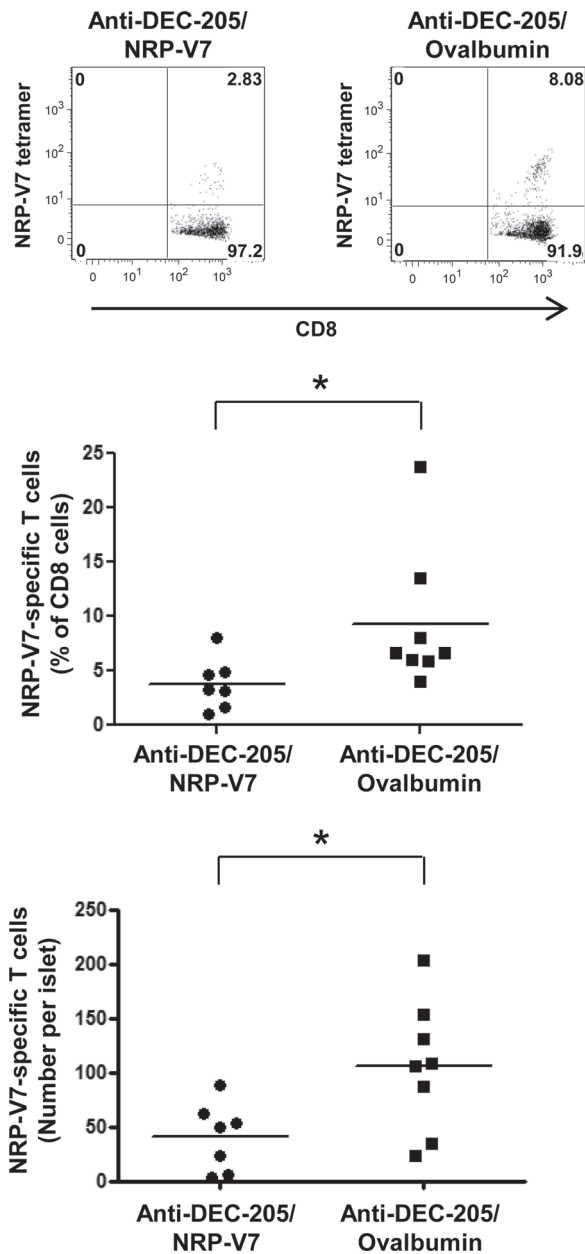 Anti-DEC-205/
NRP-V7
Anti-DEC-205/
Ovalbumin
NRP-V7 tetramer
0
2.83
10³
10²
10¹
0
0
97.2
0
10¹
10²
10³
NRP-V7 tetramer
0
8.08
10³
10²
10¹
0
0
91.9
0
10¹
10²
10³
CD8
*
NRP-V7-specific T cells
(% of CD8 cells)
25
20
15
10
5
0
Anti-DEC-205/
NRP-V7
Anti-DEC-205/
Ovalbumin
*
NRP-V7-specific T cells
(Number per islet)
250
200
150
100
50
0
Anti-DEC-205/
NRP-V7
Anti-DEC-205/
Ovalbumin